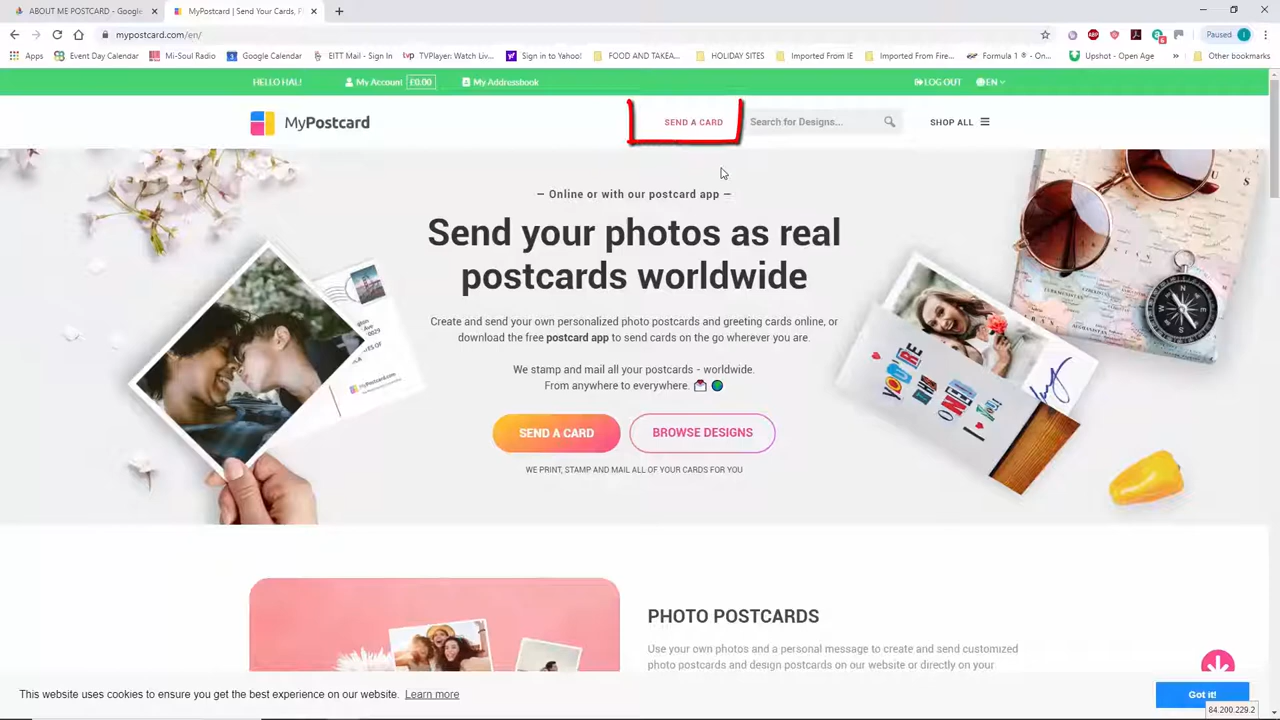 ABOUT ME POSTCARD - Google
MyPostcard | Send Your Cards, P
mypostcard.com/en/
Paused
Apps
Event Day Calendar
Mi-Soul Radio
Google Calendar
EITT Mail - Sign In
TVPlayer: Watch Liv...
Sign in to Yahoo!
FOOD AND TAKEA...
HOLIDAY SITES
Imported From IE
Imported From Fire...
Formula 1 ® - On...
Upshot - Open Age
Other bookmarks
HELLO HAL!
My Account £0.00
My Addressbook
LOG OUT
EN
MyPostcard
SEND A CARD
Search for Designs...
SHOP ALL
– Online or with our postcard app –
Send your photos as real
postcards worldwide
Create and send your own personalized photo postcards and greeting cards online, or
download the free postcard app to send cards on the go wherever you are.
We stamp and mail all your postcards - worldwide.
From anywhere to everywhere.
SEND A CARD
BROWSE DESIGNS
WE PRINT, STAMP AND MAIL ALL OF YOUR CARDS FOR YOU
MyPostcard.com
YOU'RE
THE
ONE
I
YOU!
PHOTO POSTCARDS
Use your own photos and a personal message to create and send customized
photo postcards and design postcards on our website or directly on your
This website uses cookies to ensure you get the best experience on our website. Learn more
Got it!
84.200.229.2